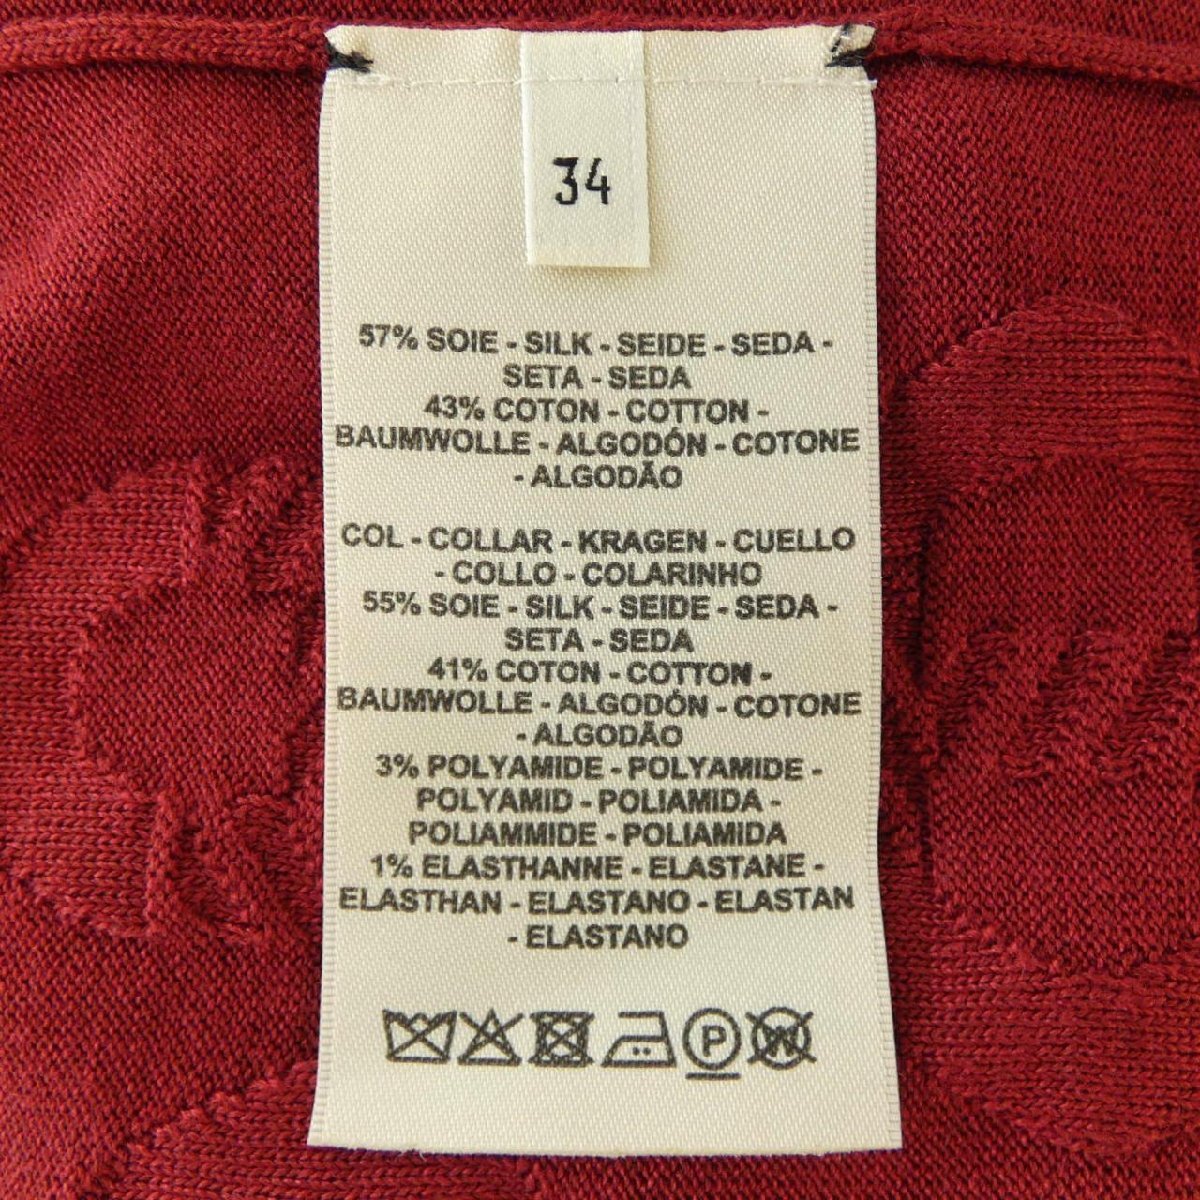 34
57% SOIE - SILK - SEIDE - SEDA -
SETA - SEDA
43% COTON - COTTON -
BAUMWOLLE - ALGODÓN - COTONE
- ALGODÃO
COL - COLLAR - KRAGEN - CUELLO
- COLLO - COLARINHO
55% SOIE - SILK - SEIDE - SEDA -
SETA - SEDA
41% COTON - COTTON -
BAUMWOLLE - ALGODÓN - COTONE
- ALGODÃO
3% POLYAMIDE - POLYAMIDE -
POLYAMID - POLIAMIDA -
POLIAMMIDE - POLIAMIDA
1% ELASTHANNE - ELASTANE -
ELASTHAN - ELASTANO - ELASTAN
- ELASTANO
P W